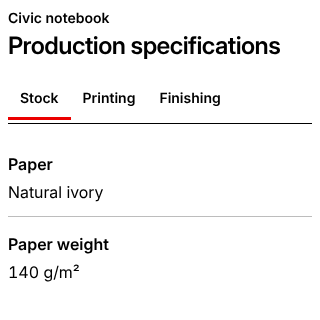 Civic notebook
Production specifications
Stock Printing Finishing
Paper
Natural ivory
Paper weight
140 g/m²